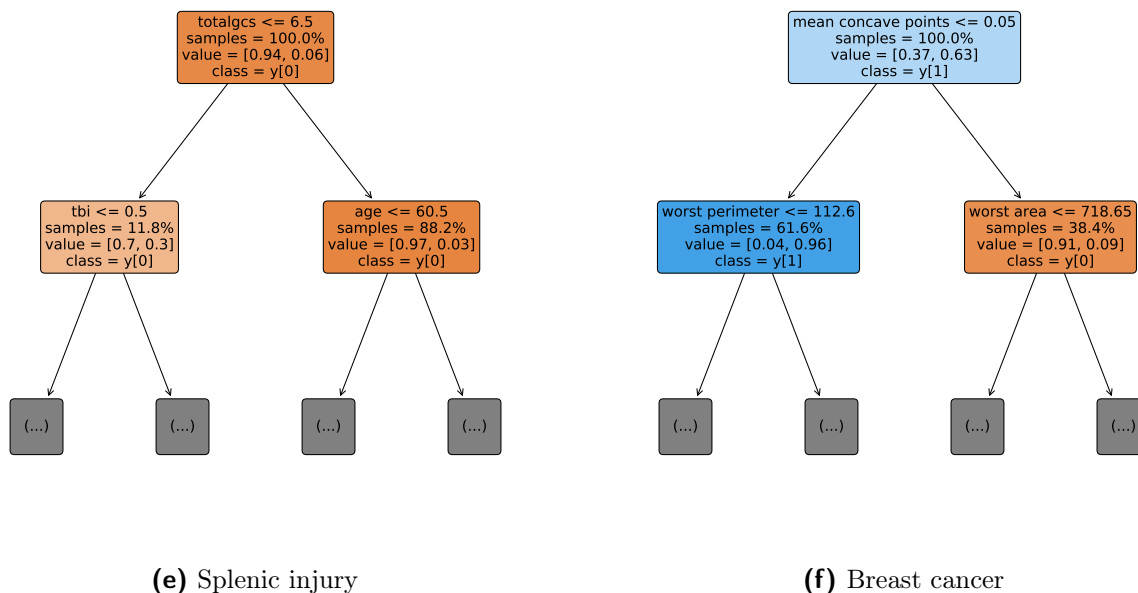 totalgcs <= 6.5
samples = 100.0%
value = [0.94, 0.06]
class = y[0]
tbi <= 0.5
samples = 11.8%
value = [0.7, 0.3]
class = y[0]
age <= 60.5
samples = 88.2%
value = [0.97, 0.03]
class = y[0]
(...)
(...)
(...)
(...)
(e) Splenic injury
mean concave points <= 0.05
samples = 100.0%
value = [0.37, 0.63]
class = y[1]
worst perimeter <= 112.6
samples = 61.6%
value = [0.04, 0.96]
class = y[1]
worst area <= 718.65
samples = 38.4%
value = [0.91, 0.09]
class = y[0]
(...)
(...)
(...)
(...)
(f) Breast cancer